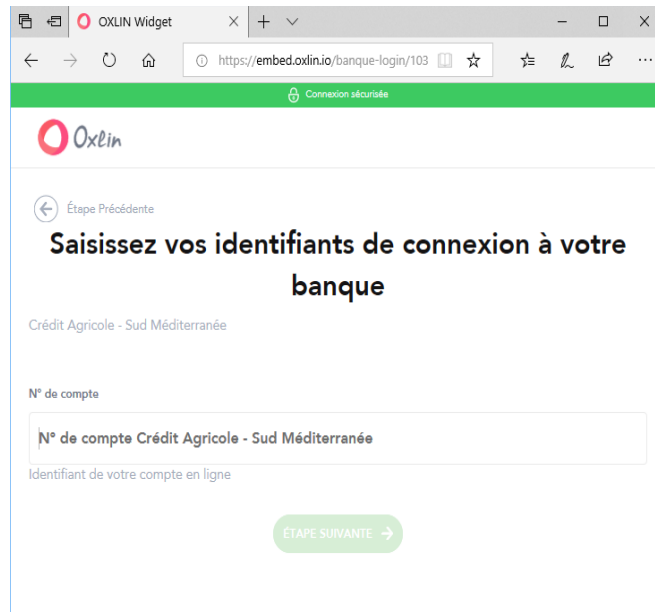 OXLIN Widget
https://embed.oxlin.io/banque-login/103
Connexion sécurisée
Oxlin
Étape Précédente
Saisissez vos identifiants de connexion à votre
banque
Crédit Agricole - Sud Méditerranée
N° de compte
N° de compte Crédit Agricole - Sud Méditerranée
Identifiant de votre compte en ligne
ÉTAPE SUIVANTE